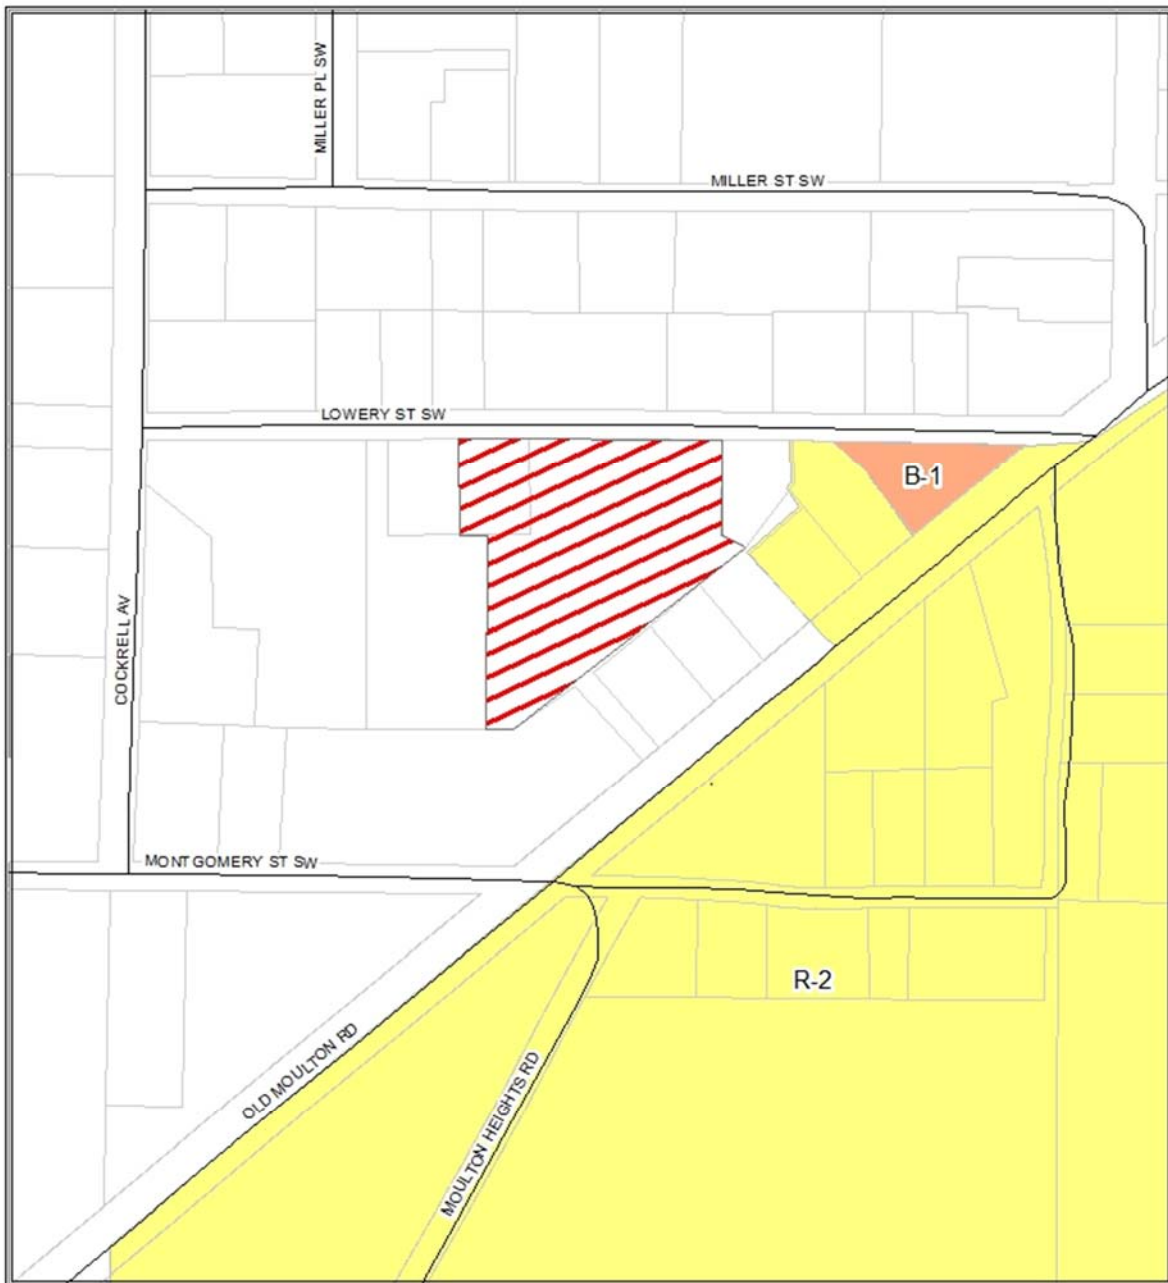 MILLER PL SW
MILLER ST SW
LOWERY ST SW
B-1
COCKRELL AV
MONTGOMERY ST SW
R-2
OLD MOULTON RD
MOULTON HEIGHTS RD